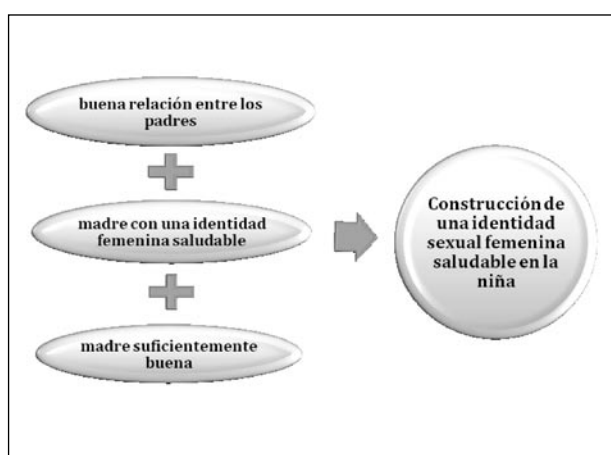 buena relación entre los
padres
madre con una identidad
femenina saludable
madre suficientemente
buena
Construcción de
una identidad
sexual femenina
saludable en la
niña